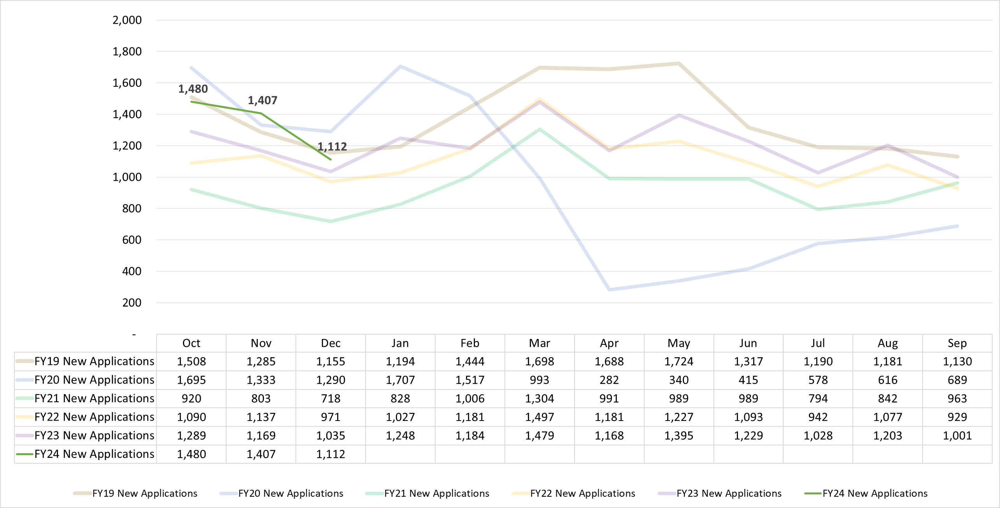 2,000
1,800
1,600
1,400
1,200
1,000
800
600
400
200
-
1,480
1,407
1,112
Oct Nov Dec Jan Feb Mar Apr May Jun Jul Aug Sep
FY19 New Applications 1,508 1,285 1,155 1,194 1,444 1,698 1,688 1,724 1,317 1,190 1,181 1,130
FY20 New Applications 1,695 1,333 1,290 1,707 1,517 993 282 340 415 578 616 689
FY21 New Applications 920 803 718 828 1,006 1,304 991 989 989 794 842 963
FY22 New Applications 1,090 1,137 971 1,027 1,181 1,497 1,181 1,227 1,093 942 1,077 929
FY23 New Applications 1,289 1,169 1,035 1,248 1,184 1,479 1,168 1,395 1,229 1,028 1,203 1,001
FY24 New Applications 1,480 1,407 1,112
FY19 New Applications FY20 New Applications FY21 New Applications FY22 New Applications FY23 New Applications FY24 New Applications